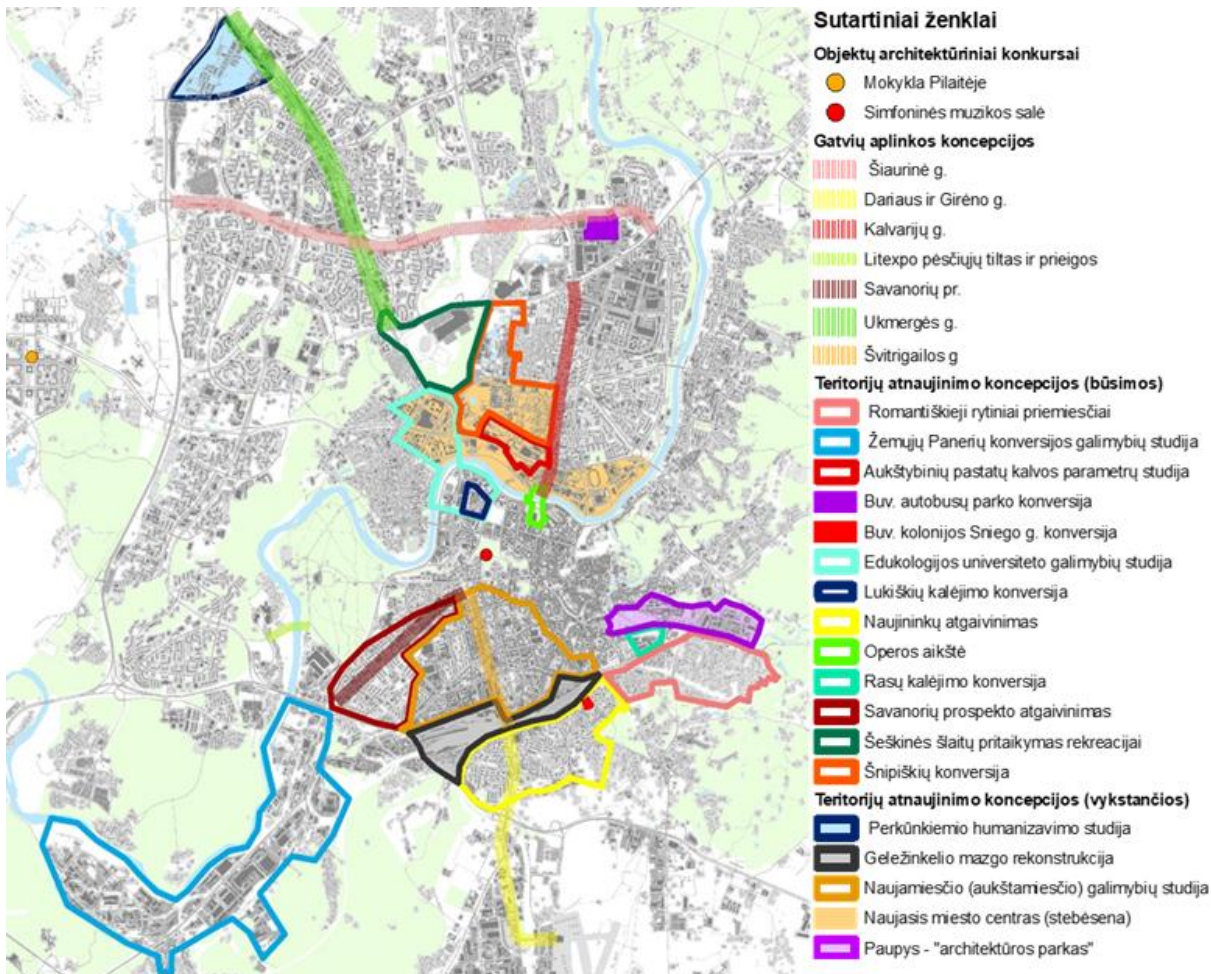 Sutartiniai ženklai
Objektų architektūriniai konkursai
Mokykla Pilaitėje
Simfoninės muzikos salė
Gatvių aplinkos koncepcijos
Šiaurinė g.
Dariaus ir Girėno g.
Kalvarijų g.
Litexpo pėsčiųjų tiltas ir prieigos
Savanorių pr.
Ukmergės g.
Švitrigailos g
Teritorijų atnaujinimo koncepcijos (būsimos)
Romantiškieji rytiniai priemiesčiai
Žemųjų Panerių konversijos galimybių studija
Aukštybinių pastatų kalvos parametrų studija
Buv. autobusų parko konversija
Buv. kolonijos Sniego g. konversija
Edukologijos universiteto galimybių studija
Lukiškių kalėjimo konversija
Naujininkų atgaivinimas
Operos aikštė
Rasų kalėjimo konversija
Savanorių prospekto atgaivinimas
Šeškinės šlaitų pritaikymas rekreacijai
Šnipiškių konversija
Teritorijų atnaujinimo koncepcijos (vykstančios)
Perkūnkiemio humanizavimo studija
Geležinkelio mazgo rekonstrukcija
Naujamiesčio (aukštamiesčio) galimybių studija
Naujasis miesto centras (stebėsena)
Paupys - "architektūros parkas"